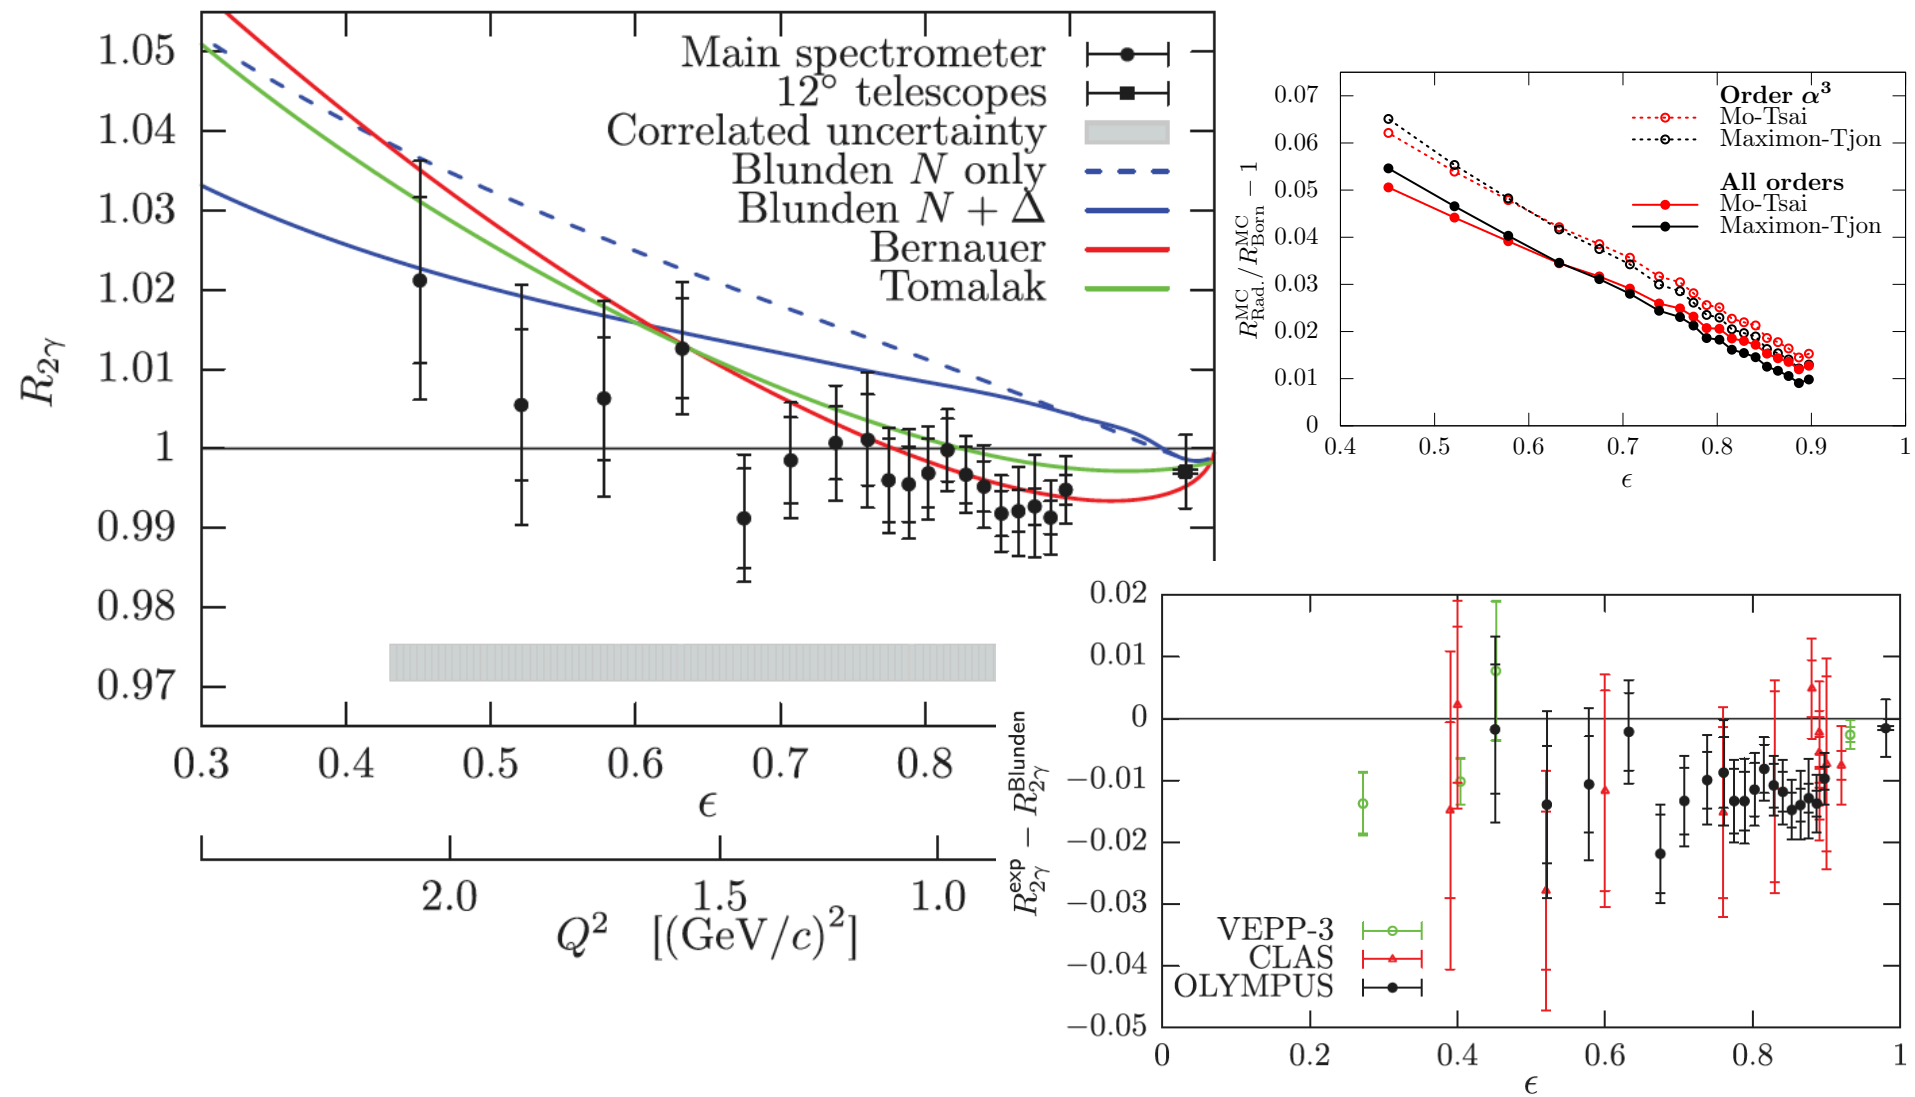 1.05
1.04
1.03
1.02
1.01
1
0.99
0.98
0.97
R₂γ
Main spectrometer
12° telescopes
Correlated uncertainty
Blunden N only
Blunden N + Δ
Bernauer
Tomalak
0.3 0.4 0.5 0.6 0.7 0.8
ϵ
2.0 1.5 1.0
Q² [(GeV/c)²]
0.07
0.06
0.05
0.04
0.03
0.02
0.01
0
R^MC_Rad. / R^MC_Born − 1
Order α³
Mo-Tsai
Maximon-Tjon
All orders
Mo-Tsai
Maximon-Tjon
0.4 0.5 0.6 0.7 0.8 0.9 1
ϵ
0.02
0.01
0
−0.01
−0.02
−0.03
−0.04
−0.05
R^exp_2γ − R^Blunden_2γ
VEPP-3
CLAS
OLYMPUS
0 0.2 0.4 0.6 0.8 1
ϵ